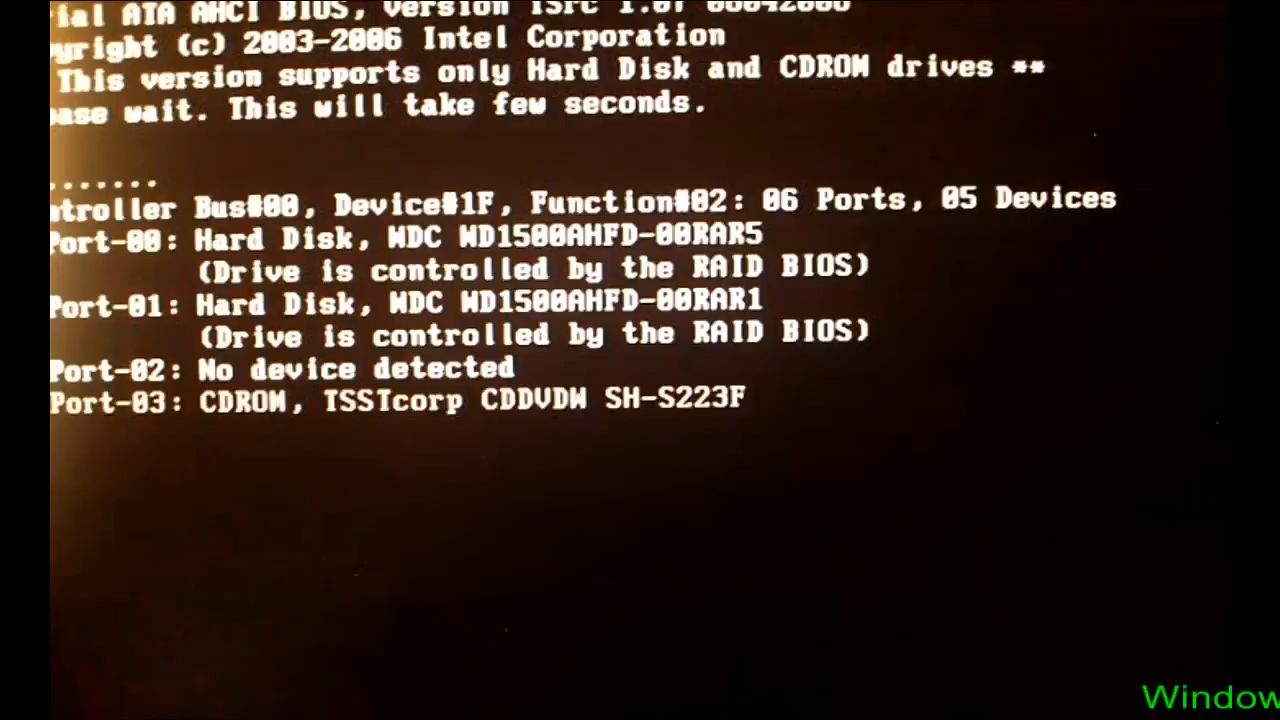 ial ATA AHCI BIOS, Version iSrc 1.07
yright (c) 2003-2006 Intel Corporation
This version supports only Hard Disk and CDROM drives **
ase wait. This will take few seconds.
.......
ntroller Bus#00, Device#1F, Function#02: 06 Ports, 05 Devices
Port-00: Hard Disk, WDC WD1500AHFD-00RAR5
(Drive is controlled by the RAID BIOS)
Port-01: Hard Disk, WDC WD1500AHFD-00RAR1
(Drive is controlled by the RAID BIOS)
Port-02: No device detected
Port-03: CDROM, TSSTcorp CDDVDW SH-S223F
Window